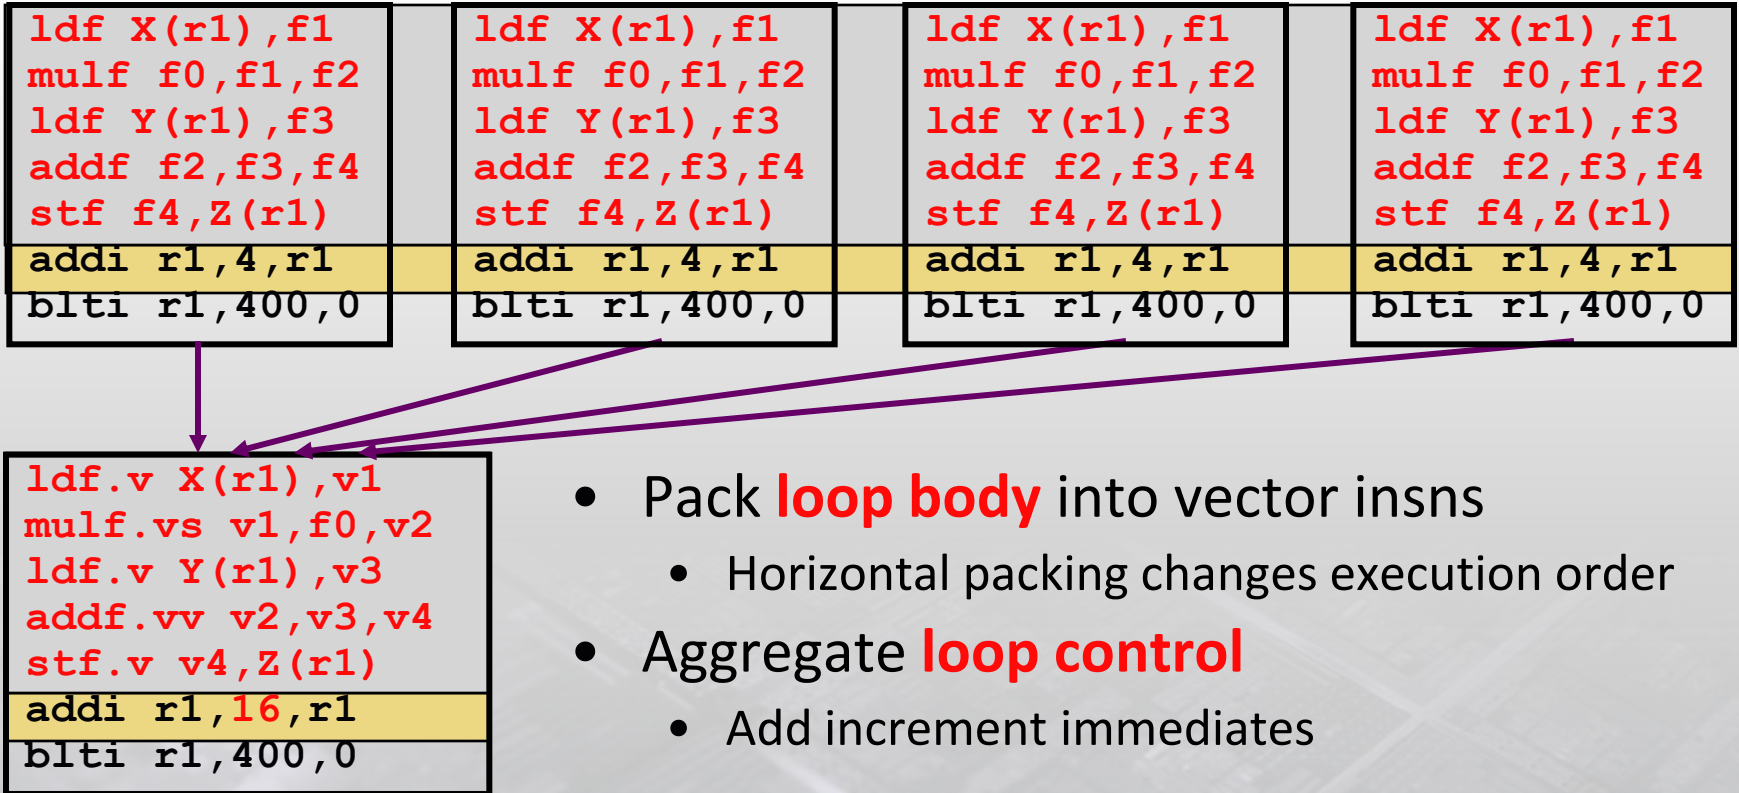 ldf X(r1),f1
mulf f0,f1,f2
ldf Y(r1),f3
addf f2,f3,f4
stf f4,Z(r1)
addi r1,4,r1
blti r1,400,0
ldf X(r1),f1
mulf f0,f1,f2
ldf Y(r1),f3
addf f2,f3,f4
stf f4,Z(r1)
addi r1,4,r1
blti r1,400,0
ldf X(r1),f1
mulf f0,f1,f2
ldf Y(r1),f3
addf f2,f3,f4
stf f4,Z(r1)
addi r1,4,r1
blti r1,400,0
ldf X(r1),f1
mulf f0,f1,f2
ldf Y(r1),f3
addf f2,f3,f4
stf f4,Z(r1)
addi r1,4,r1
blti r1,400,0
ldf.v X(r1),v1
mulf.vs v1,f0,v2
ldf.v Y(r1),v3
addf.vv v2,v3,v4
stf.v v4,Z(r1)
addi r1,16,r1
blti r1,400,0
• Pack loop body into vector insns
• Horizontal packing changes execution order
• Aggregate loop control
• Add increment immediates